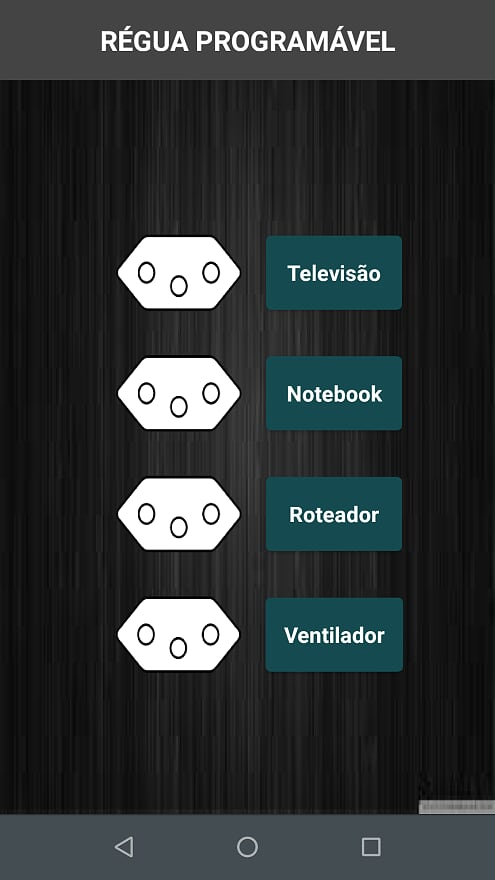 RÉGUA PROGRAMÁVEL
Televisão
Notebook
Roteador
Ventilador